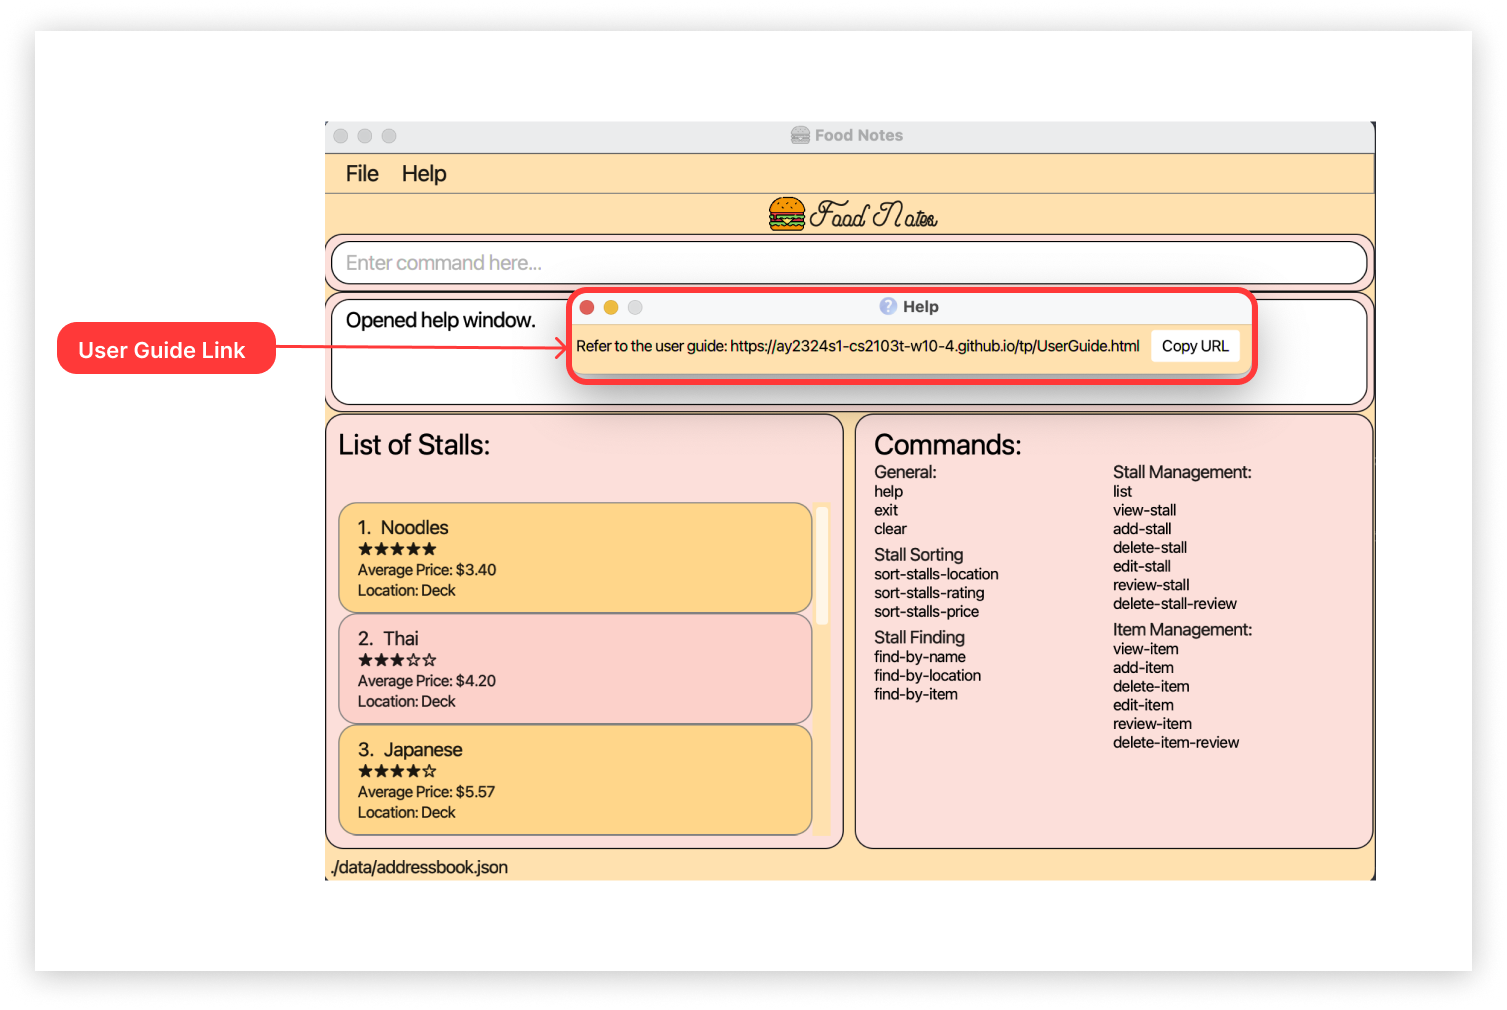 Food Notes
File Help
Food Notes
Enter command here...
Opened help window.
? Help
User Guide Link
Refer to the user guide: https://ay2324s1-cs2103t-w10-4.github.io/tp/UserGuide.html Copy URL
List of Stalls:
1. Noodles
★★★★★
Average Price: $3.40
Location: Deck
2. Thai
★★★☆☆
Average Price: $4.20
Location: Deck
3. Japanese
★★★★☆
Average Price: $5.57
Location: Deck
Commands:
General:
help
exit
clear
Stall Sorting
sort-stalls-location
sort-stalls-rating
sort-stalls-price
Stall Finding
find-by-name
find-by-location
find-by-item
Stall Management:
list
view-stall
add-stall
delete-stall
edit-stall
review-stall
delete-stall-review
Item Management:
view-item
add-item
delete-item
edit-item
review-item
delete-item-review
./data/addressbook.json